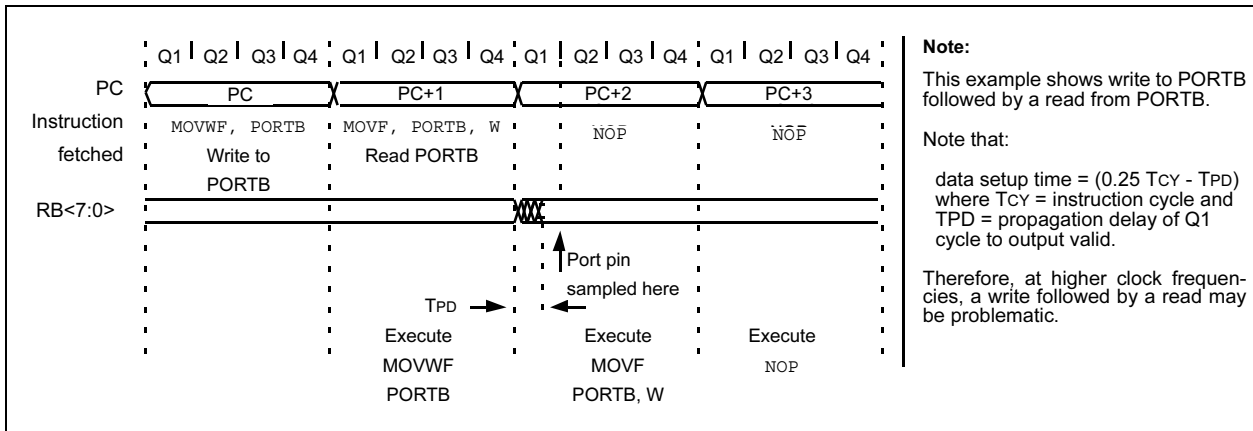 Q1 Q2 Q3 Q4 Q1 Q2 Q3 Q4 Q1 Q2 Q3 Q4 Q1 Q2 Q3 Q4
PC PC PC+1 PC+2 PC+3
Instruction fetched
MOVWF, PORTB MOVF, PORTB, W NOP NOP
Write to PORTB
Read PORTB
RB<7:0>
Port pin
sampled here
TPD
Execute
MOVWF
PORTB
Execute
MOVF
PORTB, W
Execute
NOP
Note:
This example shows write to PORTB
followed by a read from PORTB.
Note that:
data setup time = (0.25 TCY - TPD)
where TCY = instruction cycle and
TPD = propagation delay of Q1
cycle to output valid.
Therefore, at higher clock frequen-
cies, a write followed by a read may
be problematic.